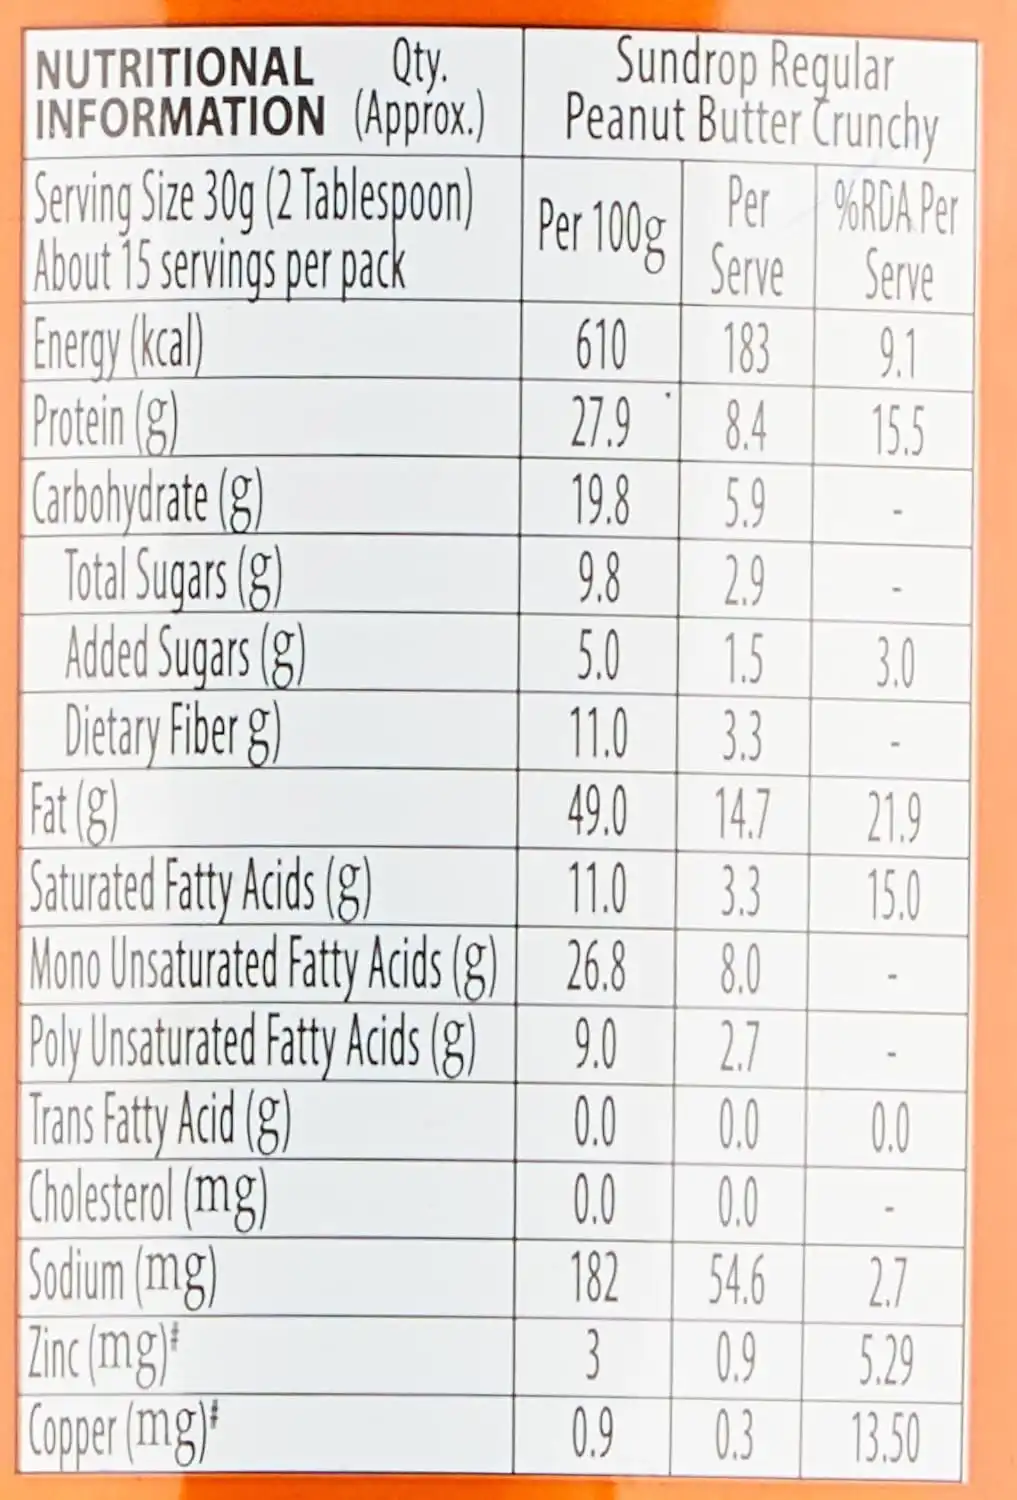 NUTRITIONAL Qty. Sundrop Regular
INFORMATION (Approx.) Peanut Butter Crunchy
Serving Size 30g (2 Tablespoon) Per 100g Per %RDA Per
About 15 servings per pack Serve Serve
Energy (kcal) 610 183 9.1
Protein (g) 27.9 8.4 15.5
Carbohydrate (g) 19.8 5.9 -
Total Sugars (g) 9.8 2.9 -
Added Sugars (g) 5.0 1.5 3.0
Dietary Fiber g) 11.0 3.3 -
Fat (g) 49.0 14.7 21.9
Saturated Fatty Acids (g) 11.0 3.3 15.0
Mono Unsaturated Fatty Acids (g) 26.8 8.0 -
Poly Unsaturated Fatty Acids (g) 9.0 2.7 -
Trans Fatty Acid (g) 0.0 0.0 0.0
Cholesterol (mg) 0.0 0.0 -
Sodium (mg) 182 54.6 2.7
Zinc (mg)ǂ 3 0.9 5.29
Copper (mg)ǂ 0.9 0.3 13.50